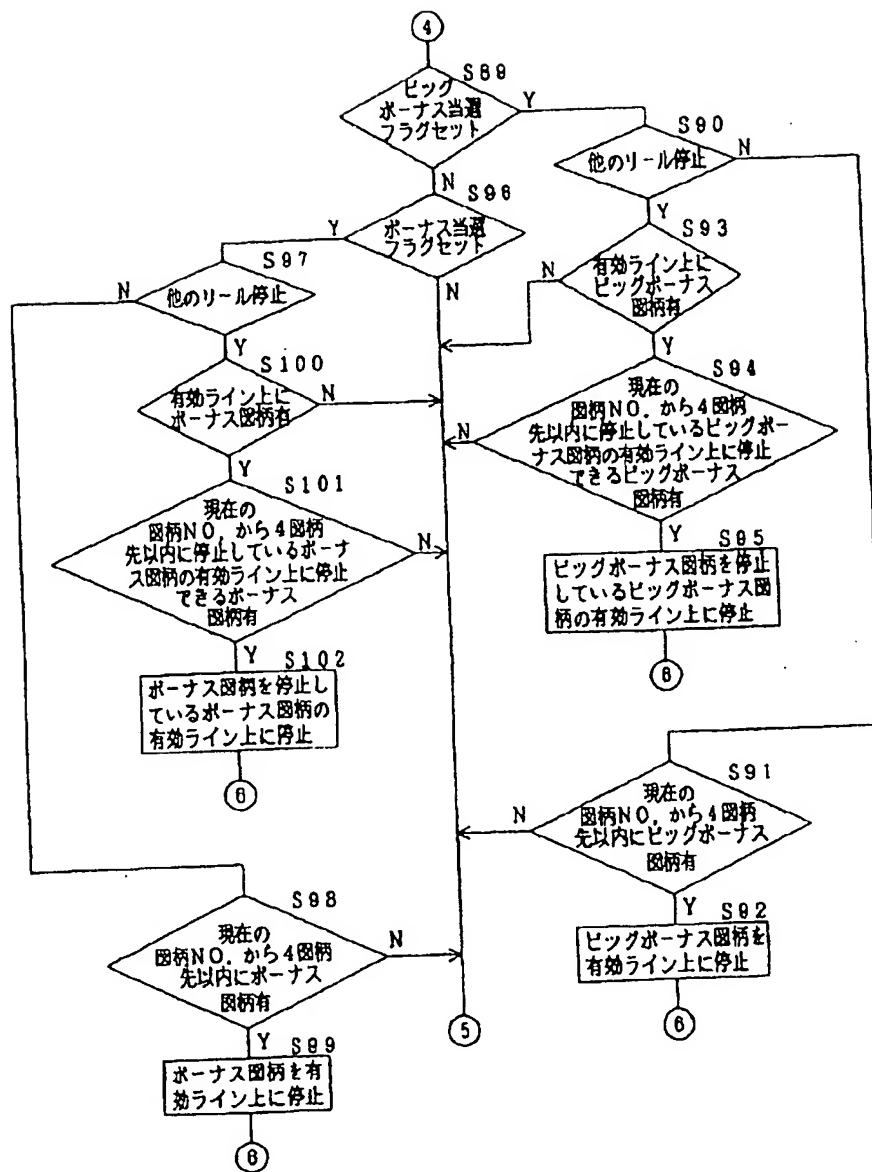 4
S89
ビッグ
ボーナス当選
フラグセット
Y
N
S90
他のリール停止
N
Y
S96
ボーナス当選
フラグセット
Y
N
S93
有効ライン上に
ビッグボーナス
図柄有
N
Y
S97
他のリール停止
N
Y
S100
有効ライン上に
ボーナス図柄有
N
Y
S94
現在の
図柄NO.から4図柄
先以内に停止しているビッグボー
ナス図柄の有効ライン上に停止
できるビッグボーナス
図柄有
N
Y
S101
現在の
図柄NO.から4図柄
先以内に停止しているボーナ
ス図柄の有効ライン上に停止
できるボーナス
図柄有
N
Y
S95
ビッグボーナス図柄を停止
しているビッグボーナス図
柄の有効ライン上に停止
6
S102
ボーナス図柄を停止し
ているボーナス図柄の
有効ライン上に停止
6
S91
現在の
図柄NO.から4図柄
先以内にビッグボーナス
図柄有
N
Y
S92
ビッグボーナス図柄を
有効ライン上に停止
6
S98
現在の
図柄NO.から4図柄
先以内にボーナス
図柄有
N
Y
S99
ボーナス図柄を有
効ライン上に停止
6
5